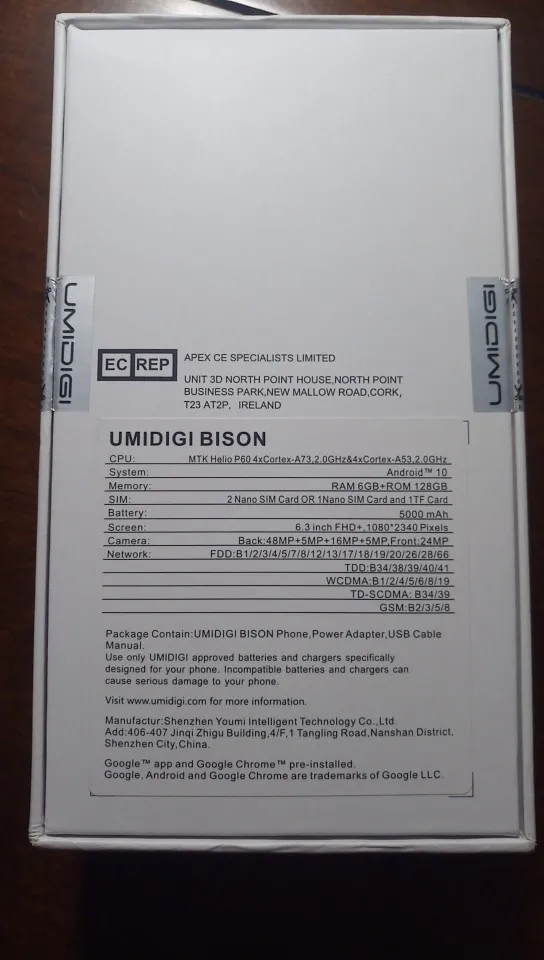 UMIDIGI
UMIDIGI
EC REP
APEX CE SPECIALISTS LIMITED
UNIT 3D NORTH POINT HOUSE,NORTH POINT
BUSINESS PARK,NEW MALLOW ROAD,CORK,
T23 AT2P, IRELAND
UMIDIGI BISON
CPU: MTK Helio P60 4xCortex-A73,2.0GHz&4xCortex-A53,2.0GHz
System: Android™ 10
Memory: RAM 6GB+ROM 128GB
SIM: 2 Nano SIM Card OR 1Nano SIM Card and 1TF Card
Battery: 5000 mAh
Screen: 6.3 inch FHD+,1080*2340 Pixels
Camera: Back:48MP+5MP+16MP+5MP,Front:24MP
Network: FDD:B1/2/3/4/5/7/8/12/13/17/18/19/20/26/28/66
TDD:B34/38/39/40/41
WCDMA:B1/2/4/5/6/8/19
TD-SCDMA: B34/39
GSM:B2/3/5/8
Package Contain:UMIDIGI BISON Phone,Power Adapter,USB Cable
Manual.
Use only UMIDIGI approved batteries and chargers specifically
designed for your phone. Incompatible batteries and chargers can
cause serious damage to your phone.
Visit www.umidigi.com for more information.
Manufactur:Shenzhen Youmi Intelligent Technology Co.,Ltd
Add:406-407 Jinqi Zhigu Building,4/F,1 Tangling Road,Nanshan District,
Shenzhen City,China.
Google™ app and Google Chrome™ pre-installed.
Google, Android and Google Chrome are trademarks of Google LLC.